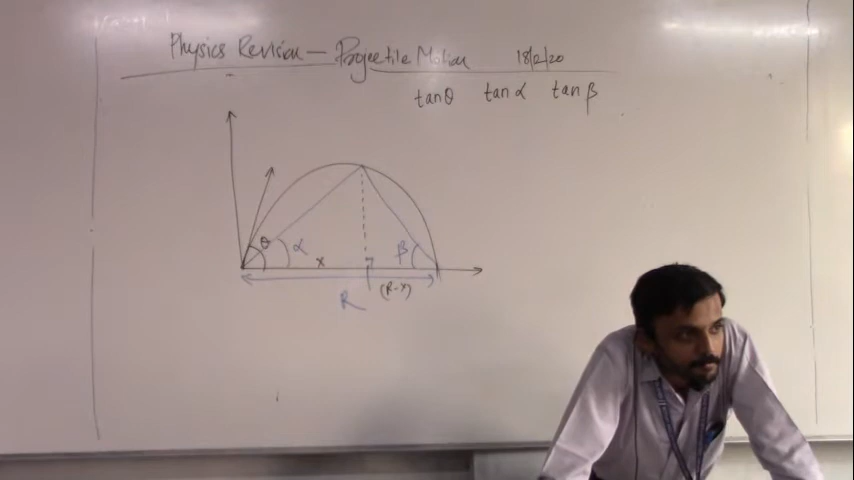 Physics Revision — Projectile Motion 18/2/20
tanθ tanα tanβ
θ α β
x
R (R-x)